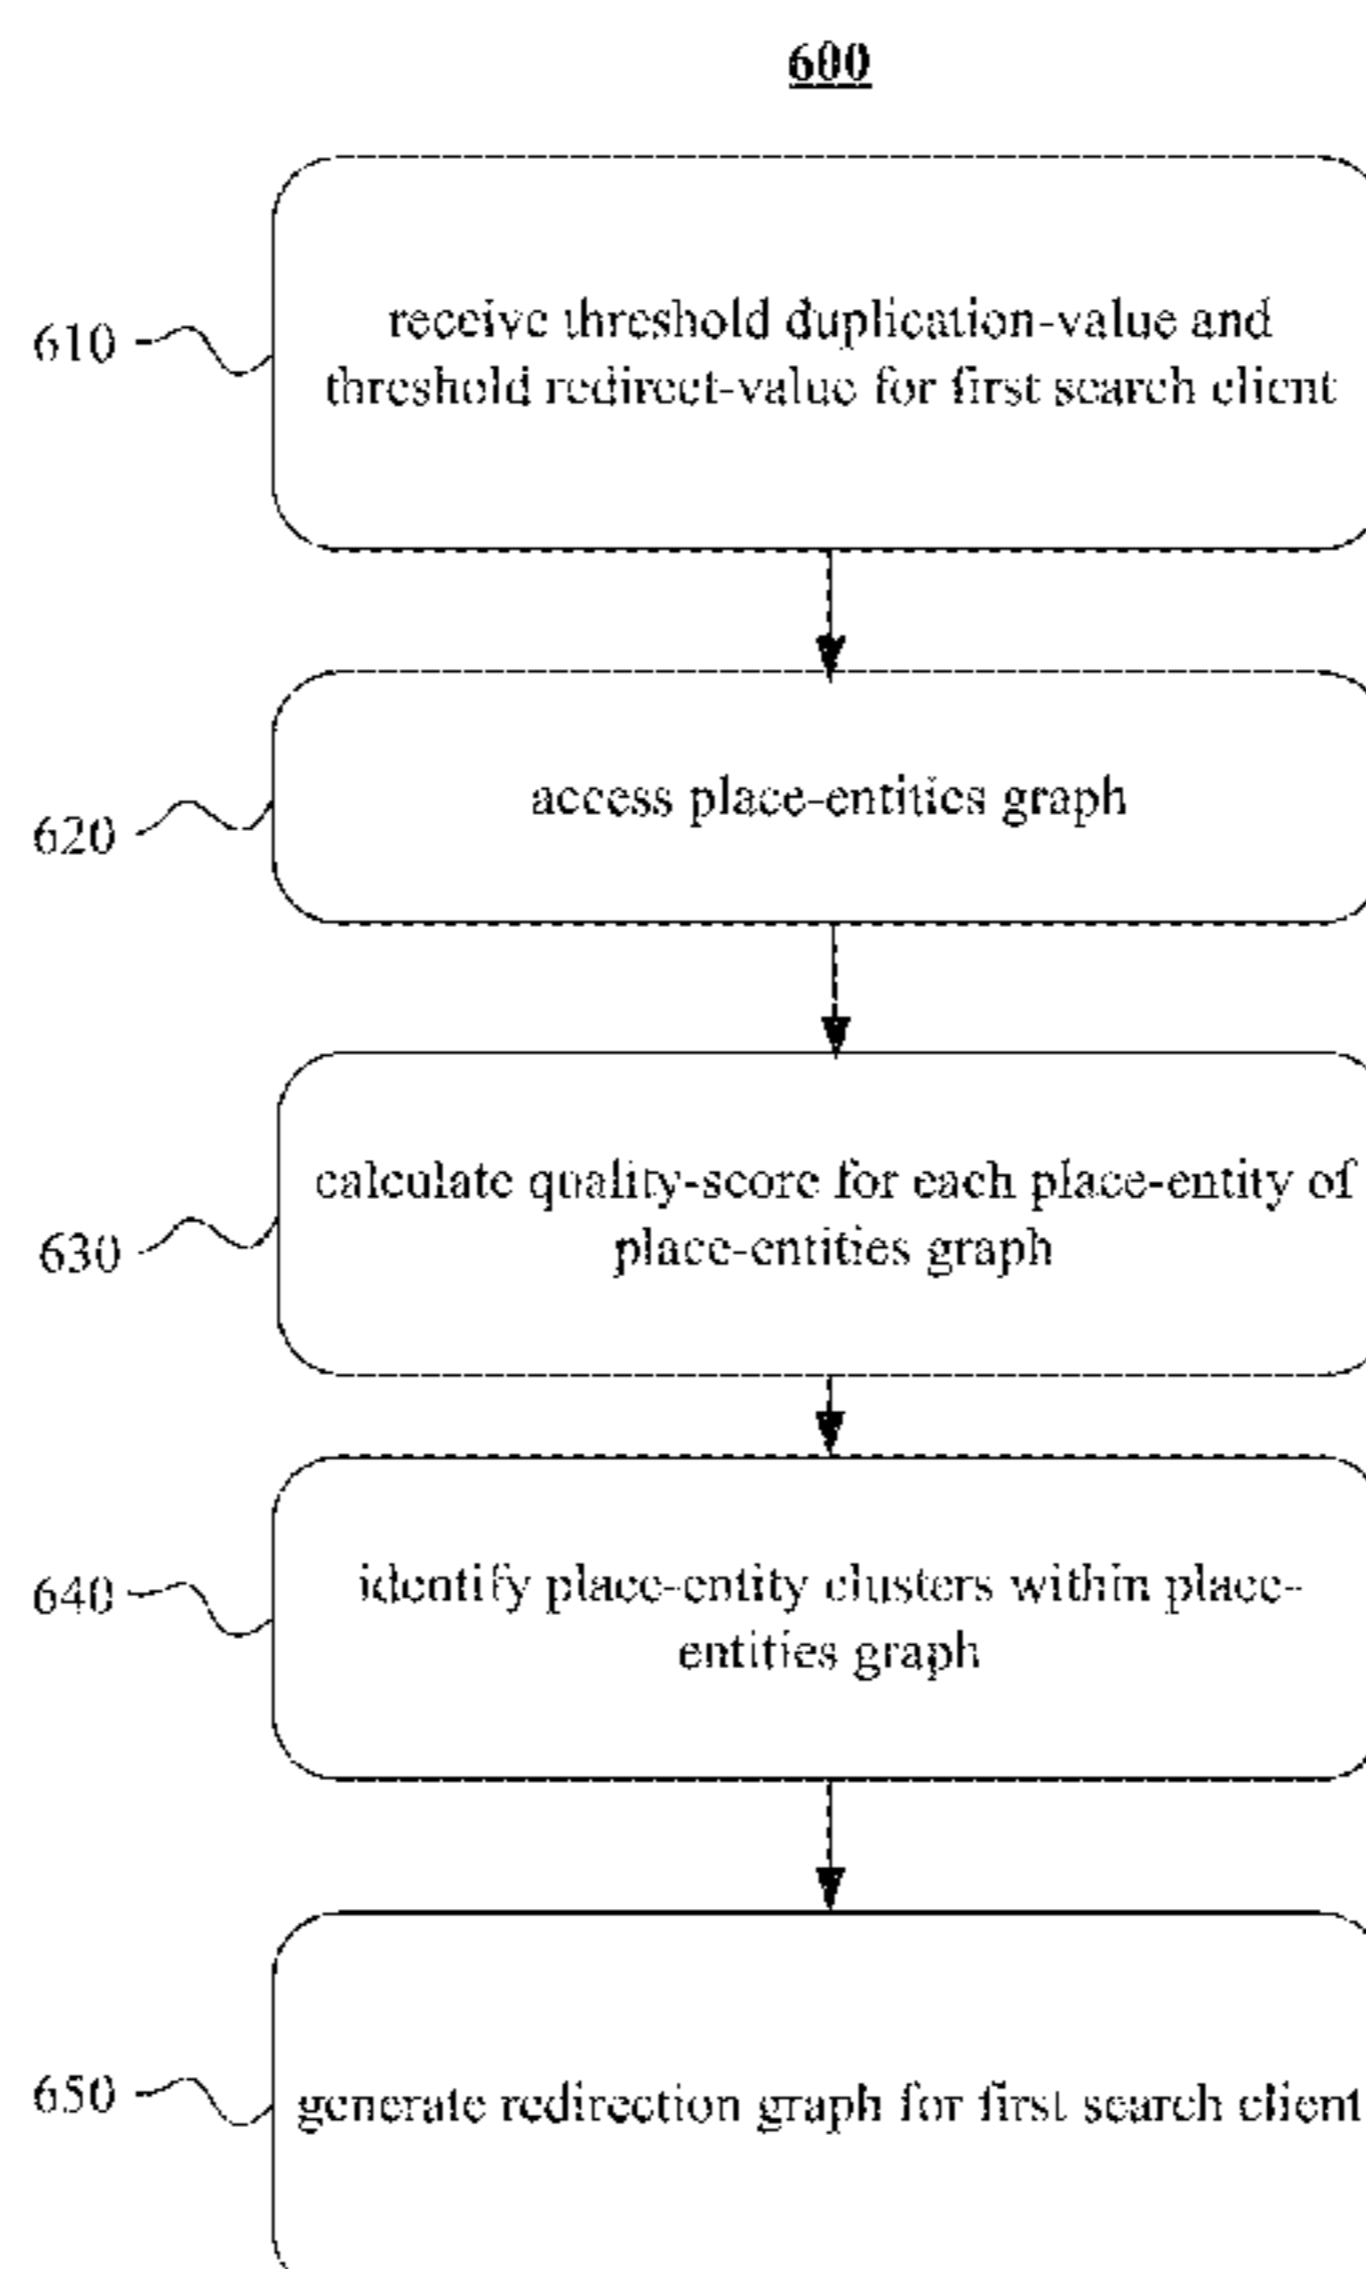 600
610
receive threshold duplication-value and
threshold redirect-value for first search client
620
access place-entities graph
630
calculate quality-score for each place-entity of
place-entities graph
640
identify place-entity clusters within place-
entities graph
650
generate redirection graph for first search client